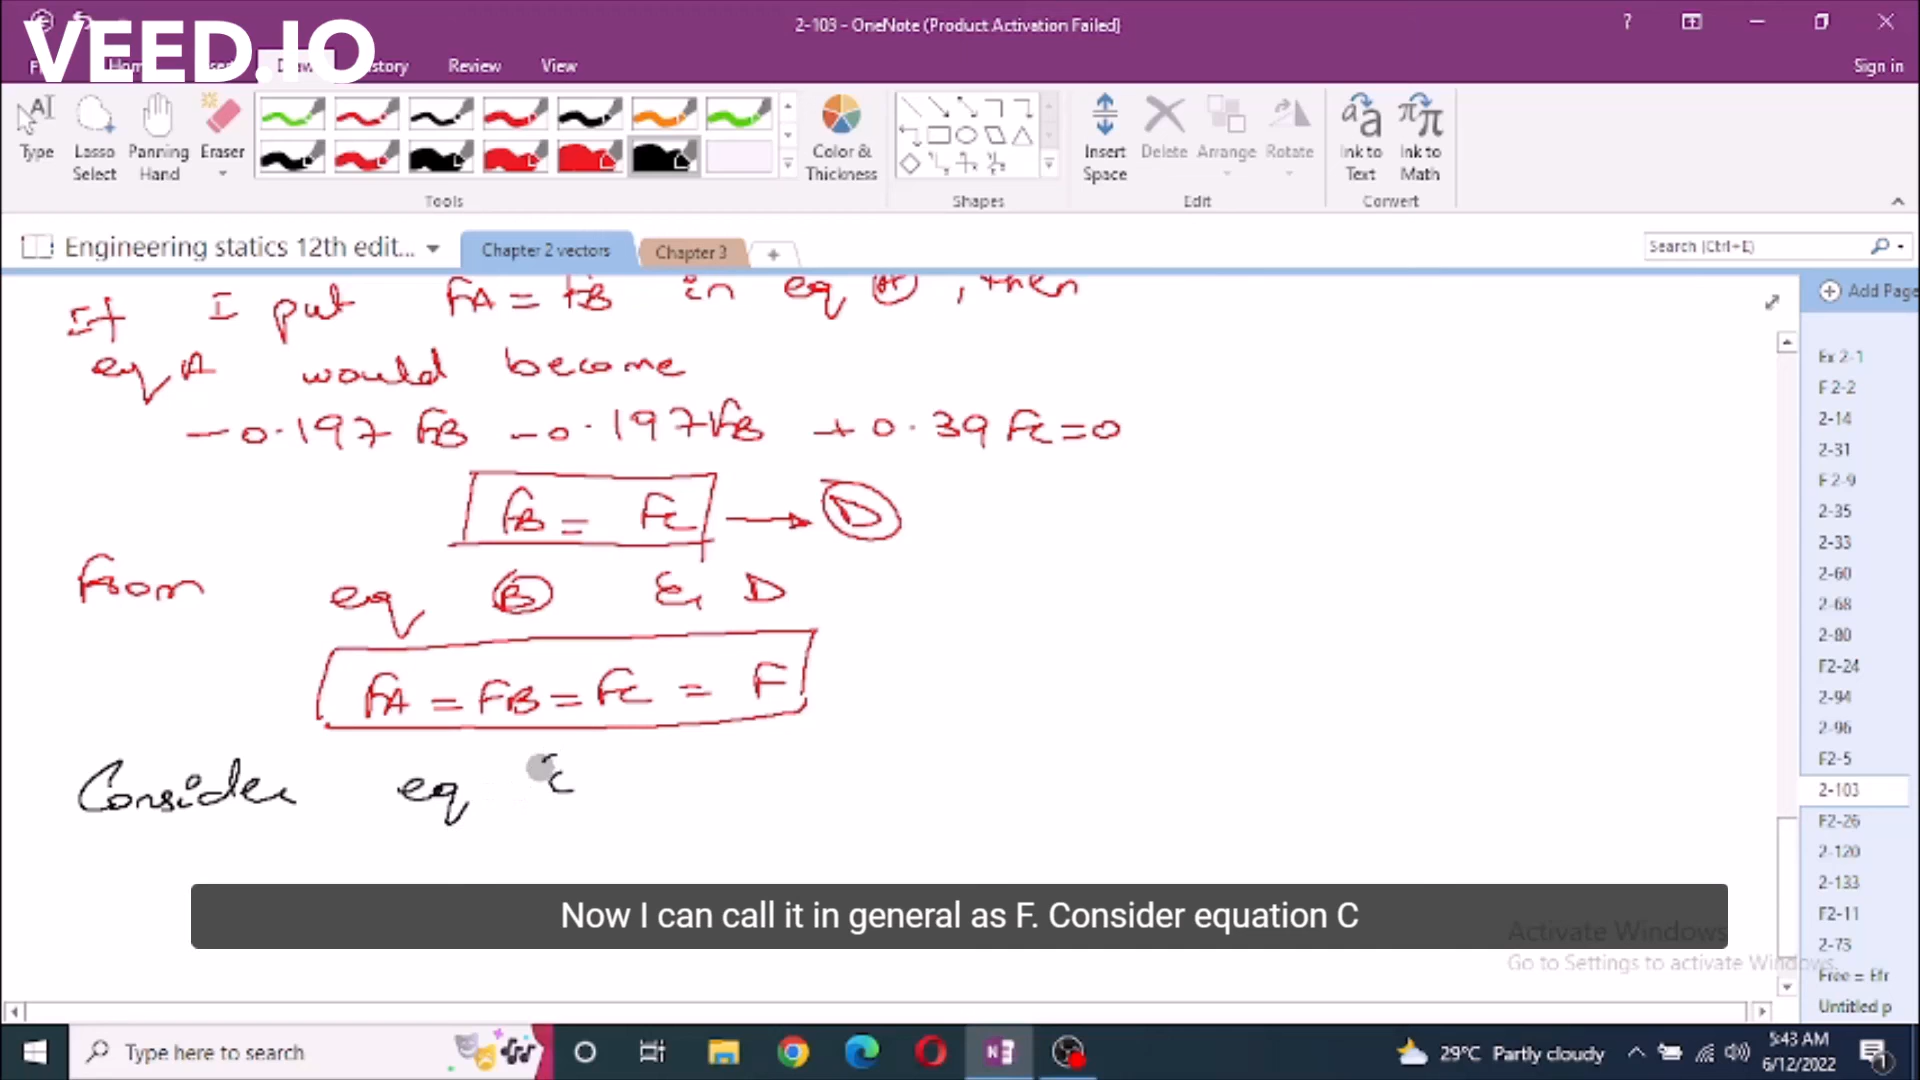 VEED.IO
2-103 - OneNote (Product Activation Failed)
?
Review View
Sign in
Type
Lasso Select
Panning Hand
Eraser
Color & Thickness
Insert Space
Delete
Arrange
Rotate
Ink to Text
Ink to Math
Tools
Shapes
Edit
Convert
Engineering statics 12th edit...
Chapter 2 vectors
Chapter 3
+
Search (Ctrl+E)
Add Page
If I put FA = FB in eq A, then
eq A would become
-0.197 FB -0.197 FB + 0.39 FC = 0
FB = FC → D
From eq B & D
FA = FB = FC = F
Consider eq C
Now I can call it in general as F. Consider equation C
Activate Windows
Go to Settings to activate Windows.
Ex 2-1
F 2-2
2-14
2-31
F 2-9
2-35
2-33
2-60
2-68
2-80
F2-24
2-94
2-96
F2-5
2-103
F2-26
2-120
2-133
F2-11
2-73
Free = Efr
Untitled p
Type here to search
29°C Partly cloudy
5:43 AM
6/12/2022